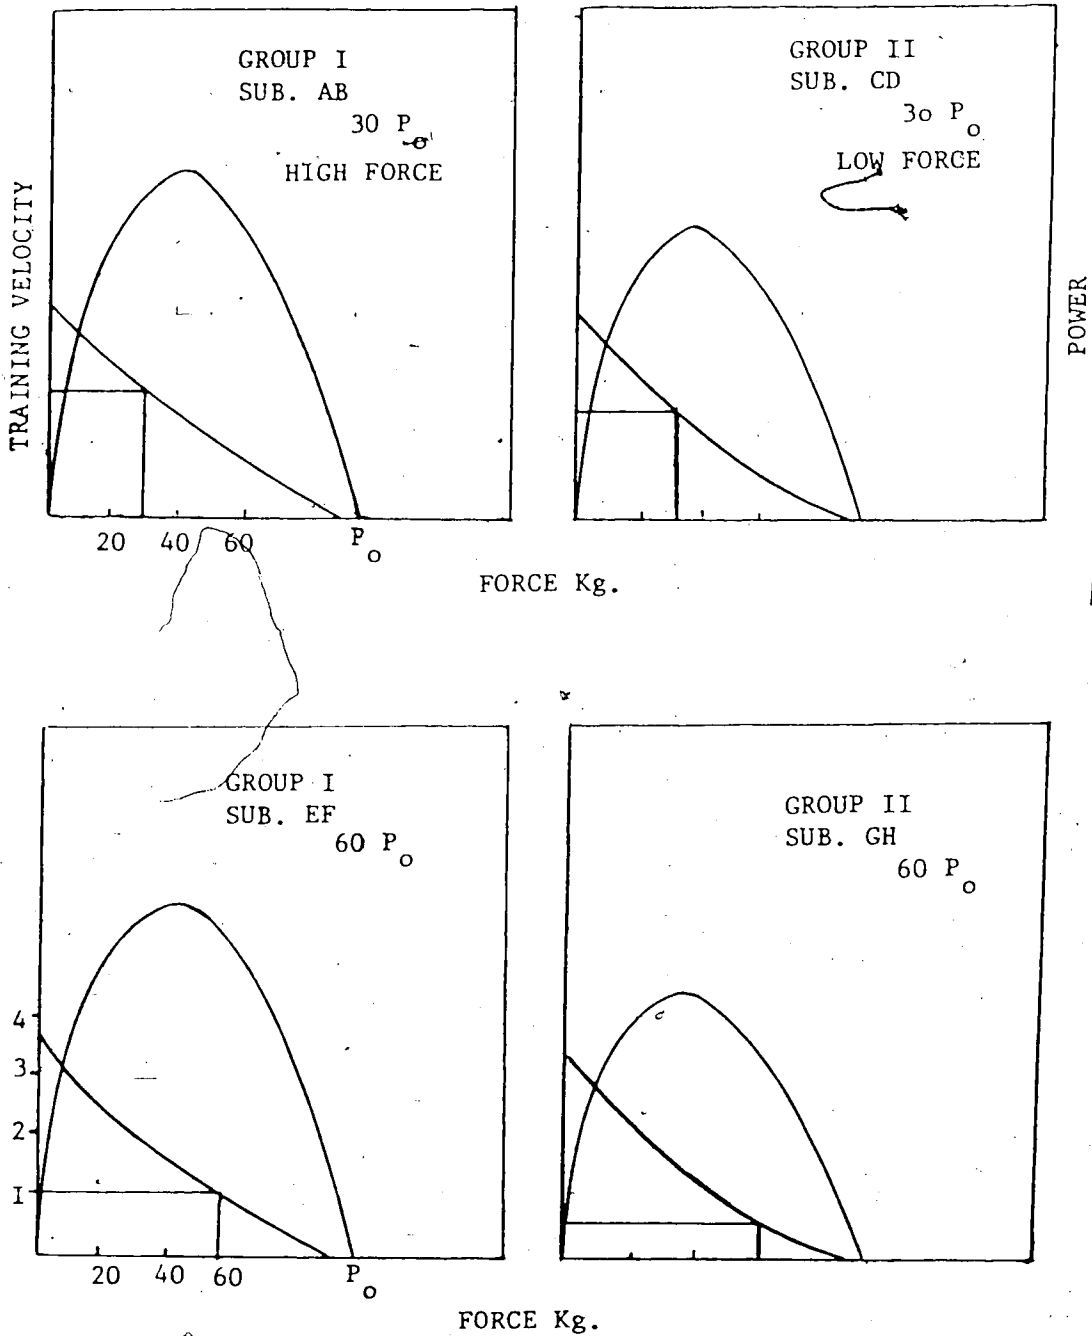 GROUP I
SUB. AB
30 Po
HIGH FORCE
GROUP II
SUB. CD
3o Po
LOW FORCE
TRAINING VELOCITY
POWER
20 40 60 Po
FORCE Kg.
GROUP I
SUB. EF
60 Po
GROUP II
SUB. GH
60 Po
4
3
2
I
20 40 60 Po
FORCE Kg.